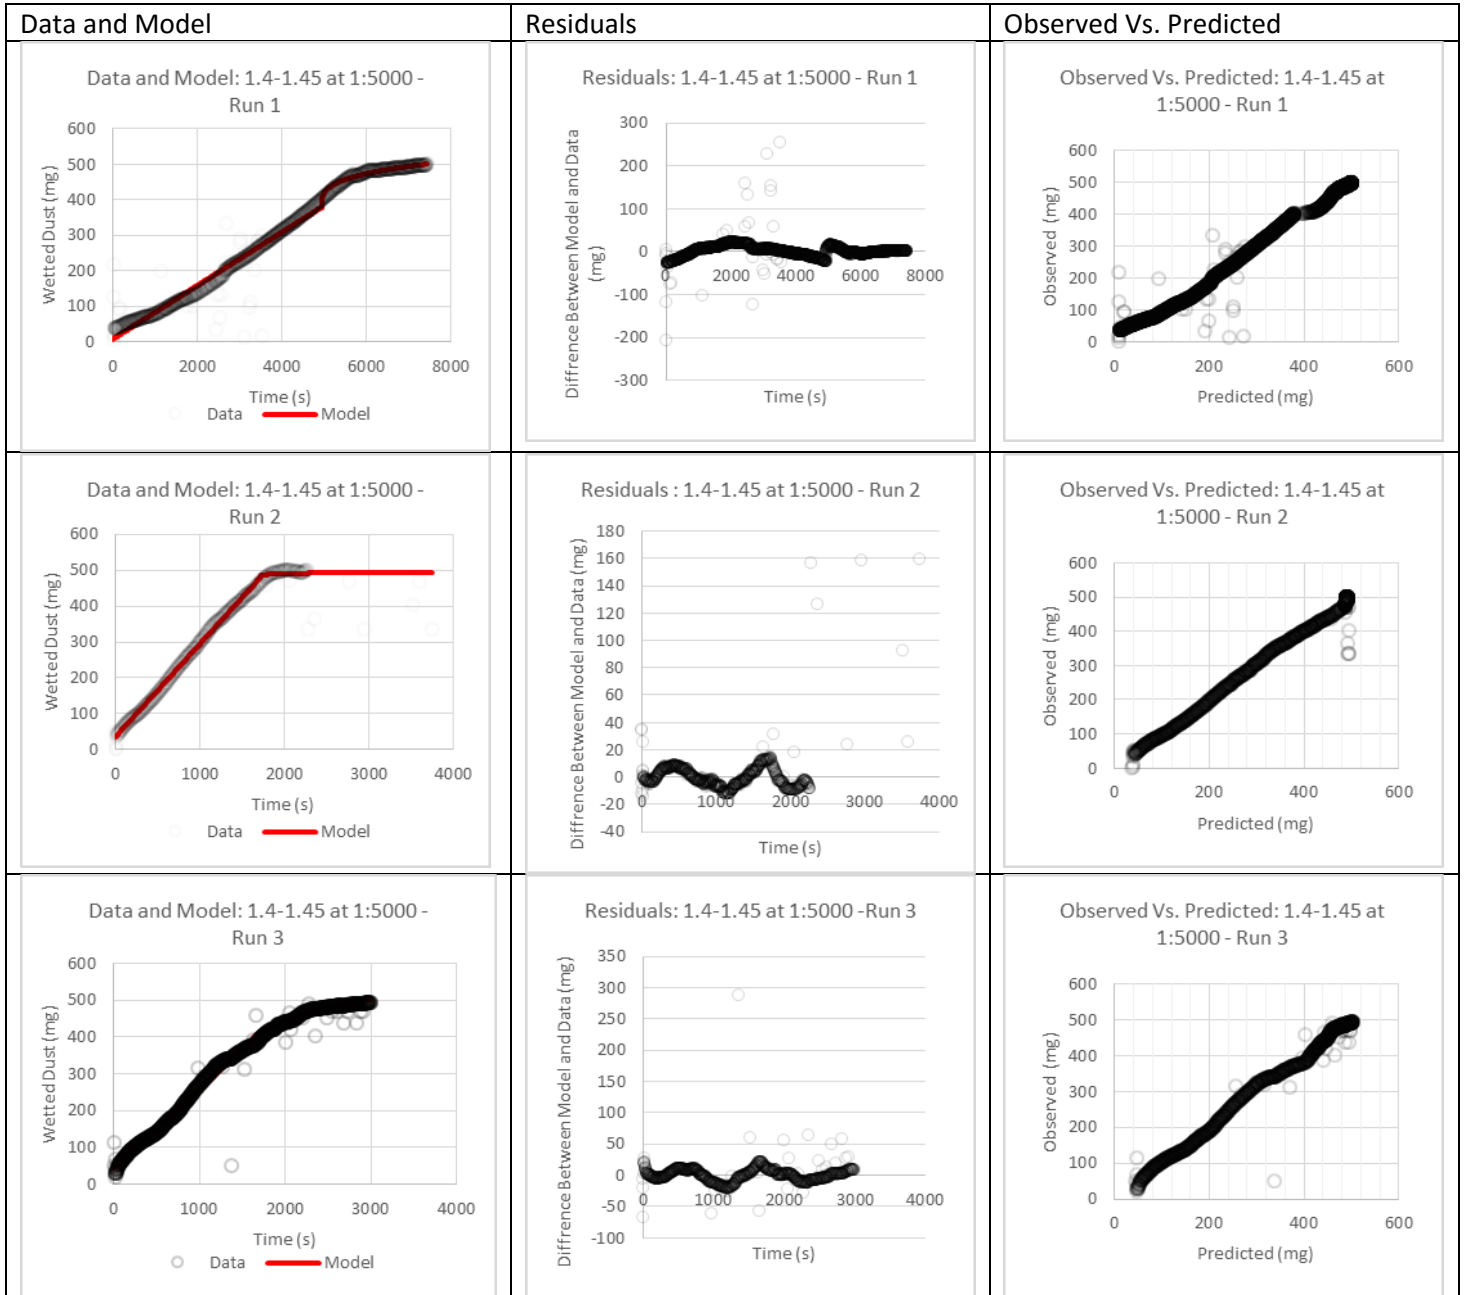 Data and Model
Residuals
Observed Vs. Predicted
Data and Model: 1.4-1.45 at 1:5000 -
Run 1
Wetted Dust (mg)
600
500
400
300
200
100
0
0 2000 4000 6000 8000
Time (s)
Data Model
Residuals: 1.4-1.45 at 1:5000 - Run 1
Diffrence Between Model and Data
(mg)
300
200
100
0
-100
-200
-300
0 2000 4000 6000 8000
Time (s)
Observed Vs. Predicted: 1.4-1.45 at
1:5000 - Run 1
Observed (mg)
600
500
400
300
200
100
0
0 200 400 600
Predicted (mg)
Data and Model: 1.4-1.45 at 1:5000 -
Run 2
Wetted Dust (mg)
600
500
400
300
200
100
0
0 1000 2000 3000 4000
Time (s)
Data Model
Residuals : 1.4-1.45 at 1:5000 - Run 2
Diffrence Between Model and Data (mg)
180
160
140
120
100
80
60
40
20
0
-20
-40
0 1000 2000 3000 4000
Time (s)
Observed Vs. Predicted: 1.4-1.45 at
1:5000 - Run 2
Observed (mg)
600
500
400
300
200
100
0
0 200 400 600
Predicted (mg)
Data and Model: 1.4-1.45 at 1:5000 -
Run 3
Wetted Dust (mg)
600
500
400
300
200
100
0
0 1000 2000 3000 4000
Time (s)
Data Model
Residuals: 1.4-1.45 at 1:5000 -Run 3
Diffrence Between Model and Data (mg)
350
300
250
200
150
100
50
0
-50
-100
0 1000 2000 3000 4000
Time (s)
Observed Vs. Predicted: 1.4-1.45 at
1:5000 - Run 3
Observed (mg)
600
500
400
300
200
100
0
0 200 400 600
Predicted (mg)